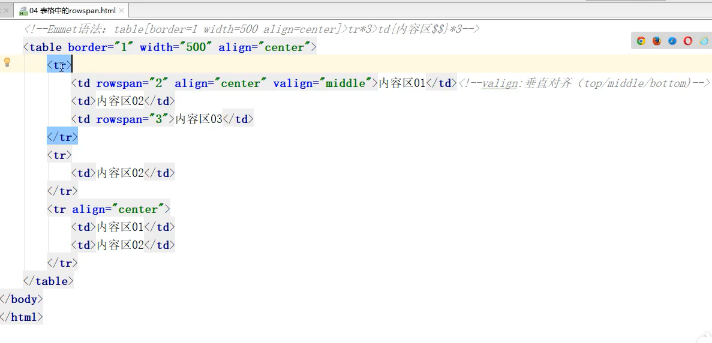 04 表格中的rowspan.html
<!--Emmet语法：table[border=1 width=500 align=center]>tr*3>td{内容区$$}*3-->
<table border="1" width="500" align="center">
<tr>
<td rowspan="2" align="center" valign="middle">内容区01</td><!--valign:垂直对齐（top/middle/bottom)-->
<td>内容区02</td>
<td rowspan="3">内容区03</td>
</tr>
<tr>
<td>内容区02</td>
</tr>
<tr align="center">
<td>内容区01</td>
<td>内容区02</td>
</tr>
</table>
</body>
</html>